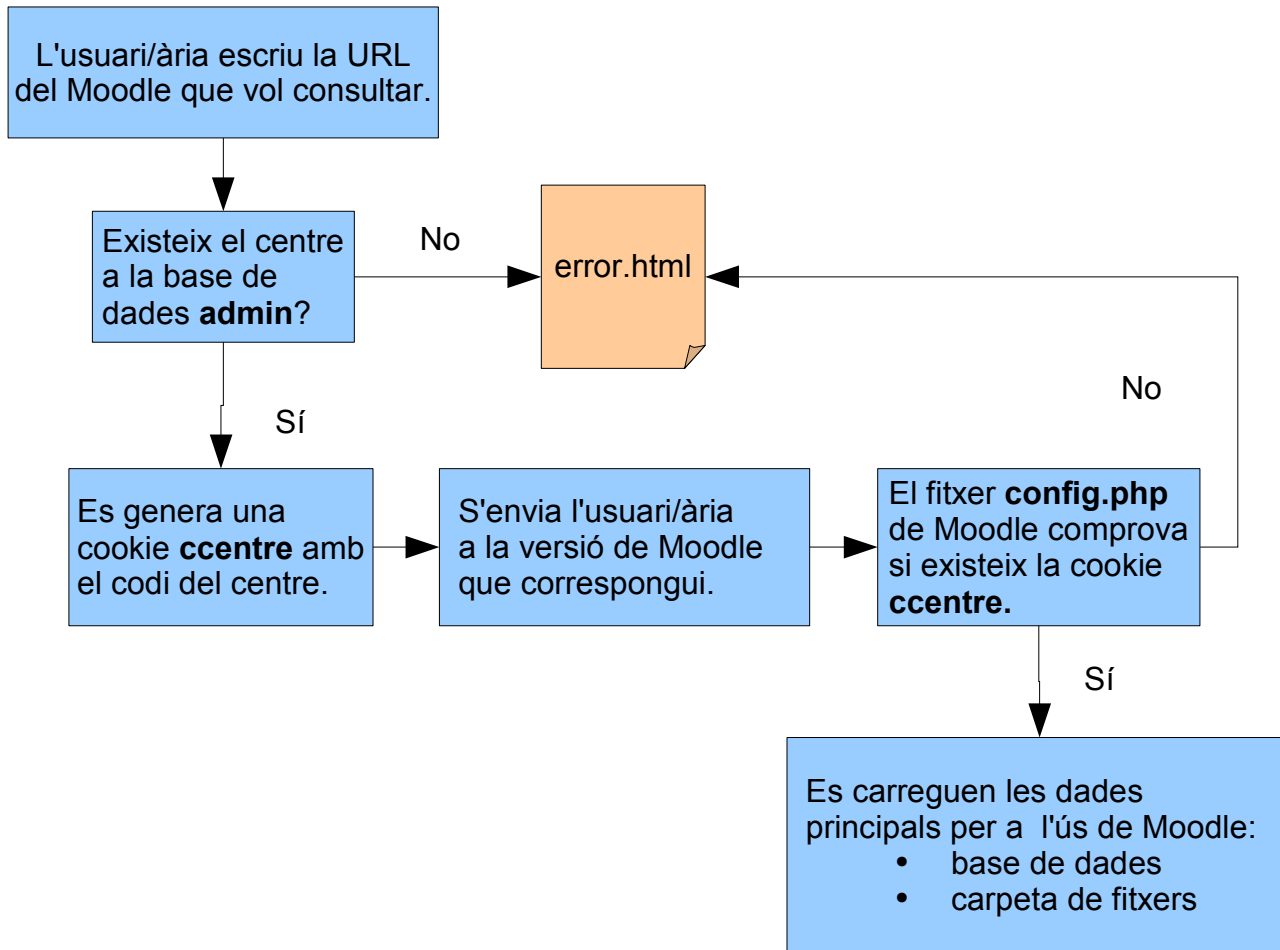 L'usuari/ària escriu la URL
del Moodle que vol consultar.
Existeix el centre
a la base de
dades admin?
No
error.html
No
Sí
Es genera una
cookie ccentre amb
el codi del centre.
S'envia l'usuari/ària
a la versió de Moodle
que correspongui.
El fitxer config.php
de Moodle comprova
si existeix la cookie
ccentre.
Sí
Es carreguen les dades
principals per a  l'ús de Moodle:
• base de dades
• carpeta de fitxers